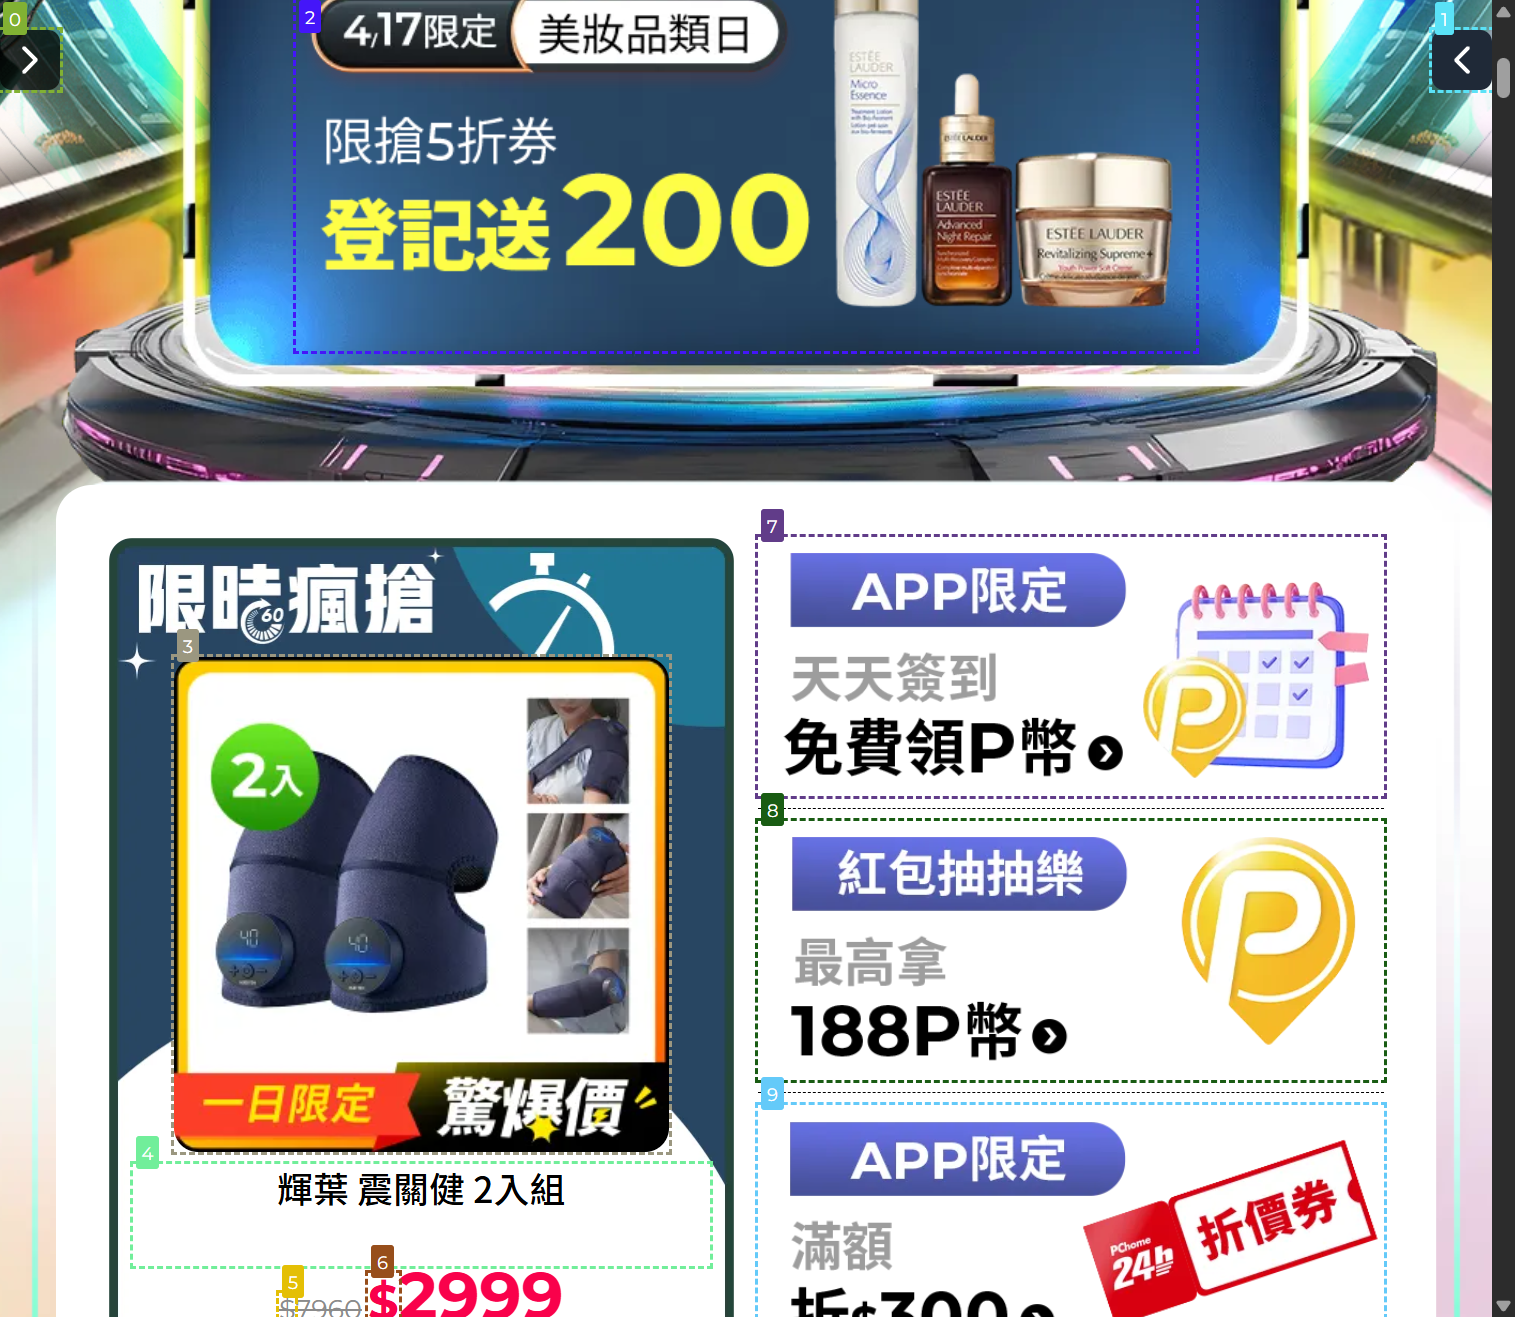 0
1
2
4/17限定 美妝品類日
限搶5折券
登記送200
ESTĒE
LAUDER
Micro
Essence
ESTĒE
LAUDER
Advanced
Night Repair
ESTĒE LAUDER
Revitalizing Supreme+
Youth Power Soft Creme
限時瘋搶
60
3
2入
一日限定 驚爆價
4
輝葉 震關健 2入組
5
6
$7960 $2999
7
APP限定
天天簽到
免費領P幣
P
8
紅包抽抽樂
最高拿
188P幣
P
9
APP限定
滿額
折$300
PChome
24h
折價券